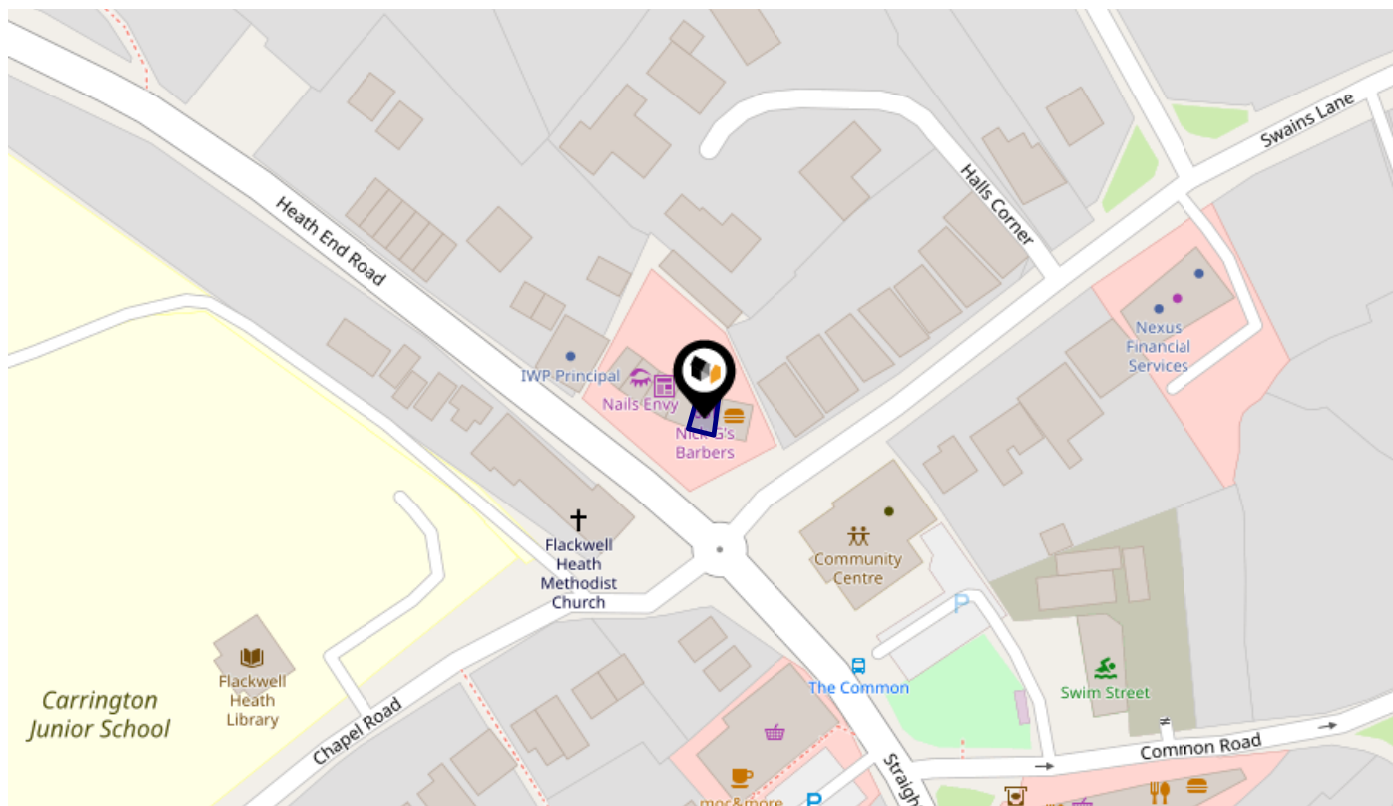 Swains Lane
Halls Corner
Heath End Road
Nexus
Financial
Services
IWP Principal
Nails Envy
Nick G's
Barbers
Flackwell
Heath
Methodist
Church
Community
Centre
P
The Common
Swim Street
Flackwell
Heath
Library
Carrington
Junior School
Chapel Road
Common Road
Straigh
moc&more
P